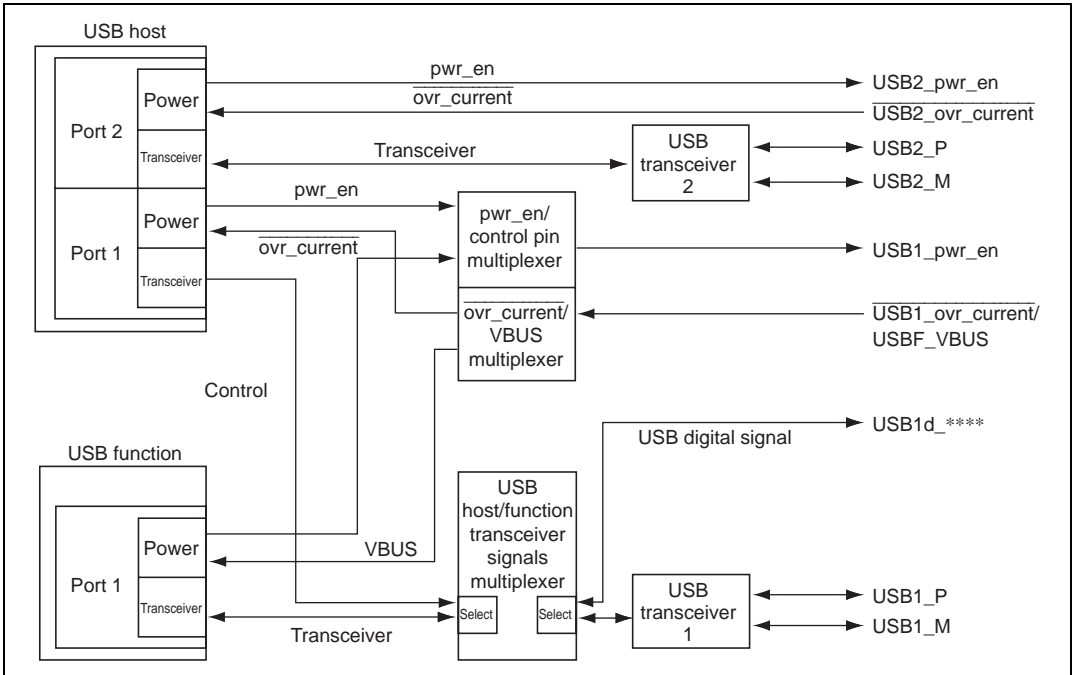 USB host
Port 2
Power
Transceiver
Port 1
Power
Transceiver
pwr_en
ovr_current
Transceiver
USB
transceiver
2
USB2_pwr_en
USB2_ovr_current
USB2_P
USB2_M
pwr_en
ovr_current
pwr_en/
control pin
multiplexer
ovr_current/
VBUS
multiplexer
USB1_pwr_en
USB1_ovr_current/
USBF_VBUS
Control
USB digital signal
USB1d_****
USB function
Port 1
Power
Transceiver
VBUS
Transceiver
USB
host/function
transceiver
signals
multiplexer
Select
Select
USB
transceiver
1
USB1_P
USB1_M